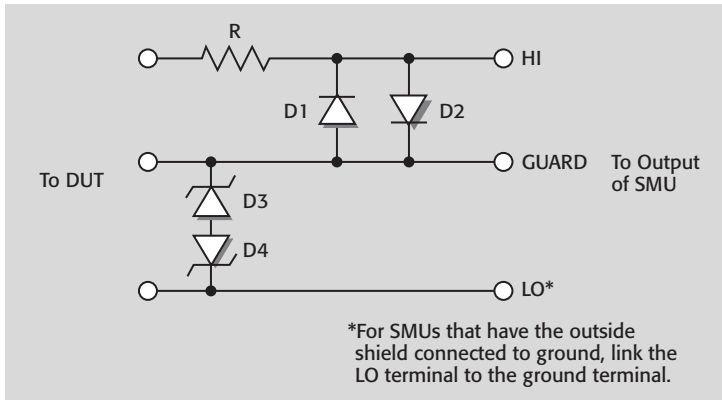 R
HI
D1
D2
GUARD
To DUT
To Output
of SMU
D3
D4
LO*
*For SMUs that have the outside
shield connected to ground, link the
LO terminal to the ground terminal.